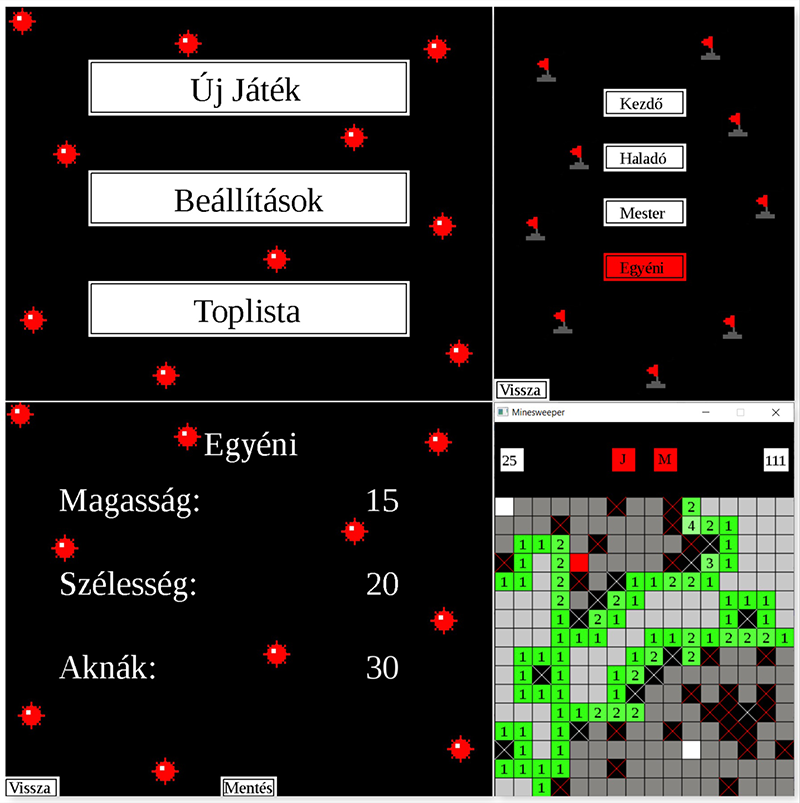 Új Játék
Beállítások
Toplista
Kezdő
Haladó
Mester
Egyéni
Vissza
Egyéni
Magasság: 15
Szélesség: 20
Aknák: 30
Vissza Mentés
Minesweeper
25 J M 111
2
4 2 1
1 1 2 1
1 2 3 1
1 1 2 1 1 2 2 1
2 2 1 1 1 1
1 2 1 1 1
1 1 1 1 1 2 1 2 2 2 1
1 1 1 1 2 2
1 1 1 2
1 1 1 1
1 1 2 2 2
1 1 1
1 1
1 1 1 1
1